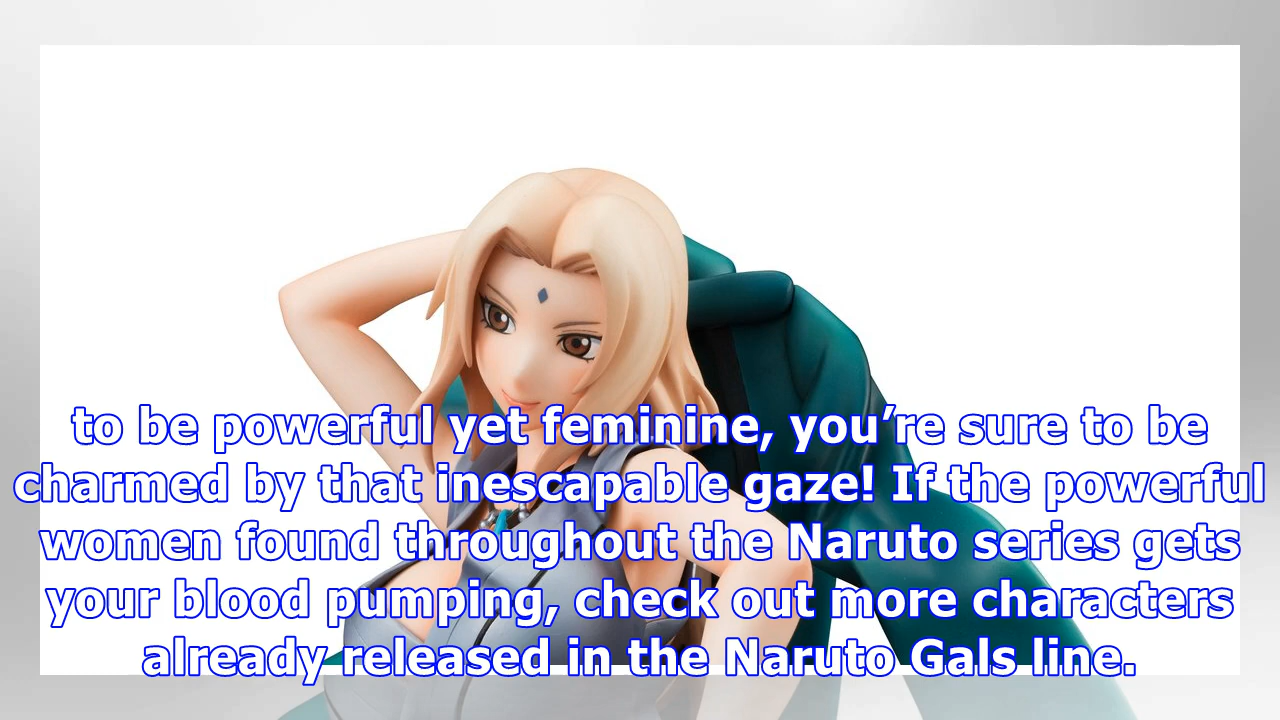 to be powerful yet feminine, you’re sure to be
charmed by that inescapable gaze! If the powerful
women found throughout the Naruto series gets
your blood pumping, check out more characters
already released in the Naruto Gals line.